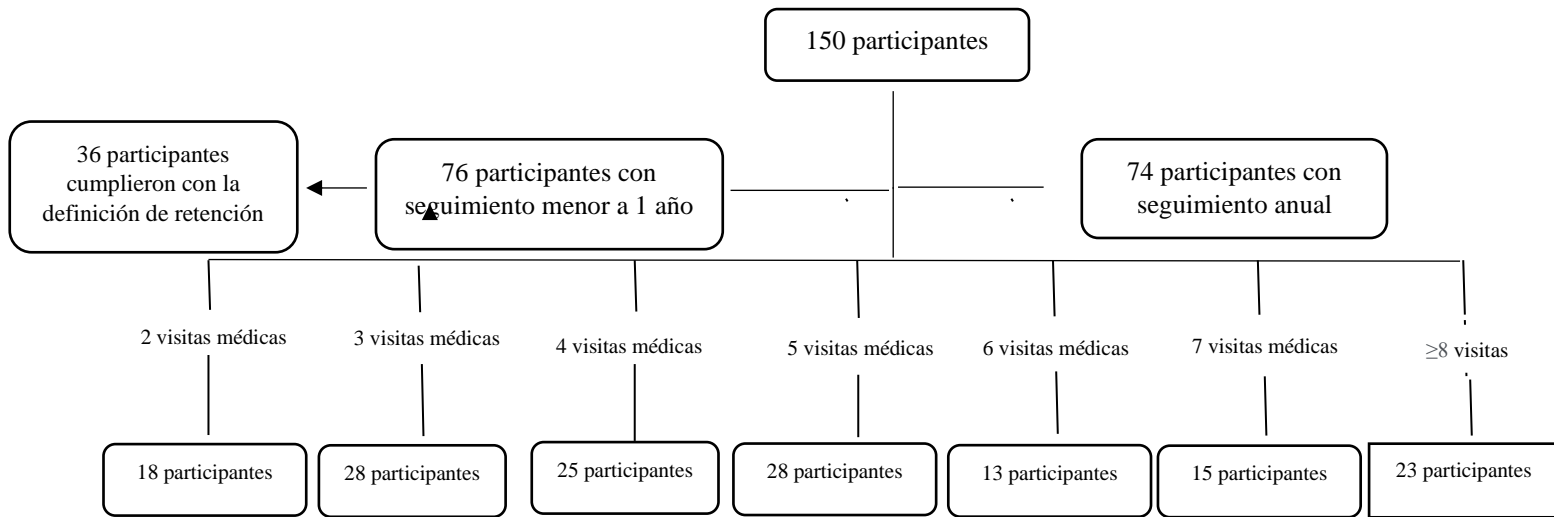 150 participantes
36 participantes
cumplieron con la
definición de retención
76 participantes con
seguimiento menor a 1 año
74 participantes con
seguimiento anual
2 visitas médicas
3 visitas médicas
4 visitas médicas
5 visitas médicas
6 visitas médicas
7 visitas médicas
≥8 visitas
18 participantes
28 participantes
25 participantes
28 participantes
13 participantes
15 participantes
23 participantes